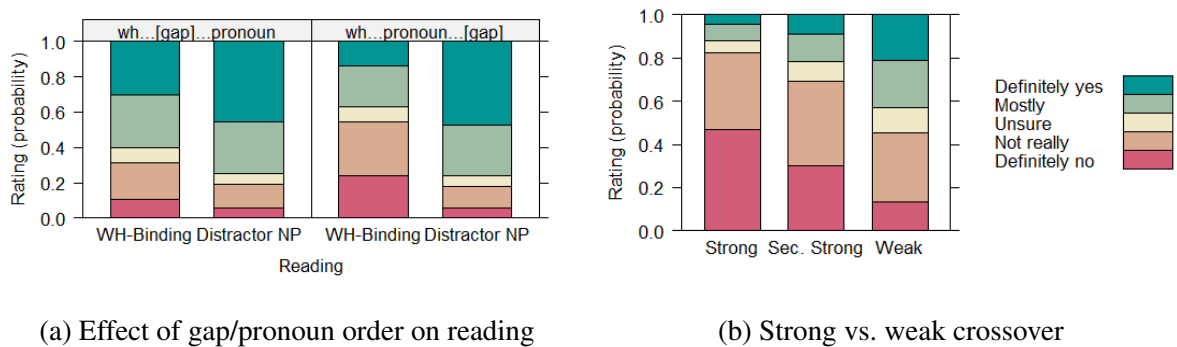 wh...[gap]...pronoun
wh...pronoun...[gap]
Rating (probability)
1.0
0.8
0.6
0.4
0.2
0.0
WH-Binding Distractor NP
WH-Binding Distractor NP
Reading
(a) Effect of gap/pronoun order on reading
Rating (probability)
1.0
0.8
0.6
0.4
0.2
0.0
Strong Sec. Strong Weak
Definitely yes
Mostly
Unsure
Not really
Definitely no
(b) Strong vs. weak crossover